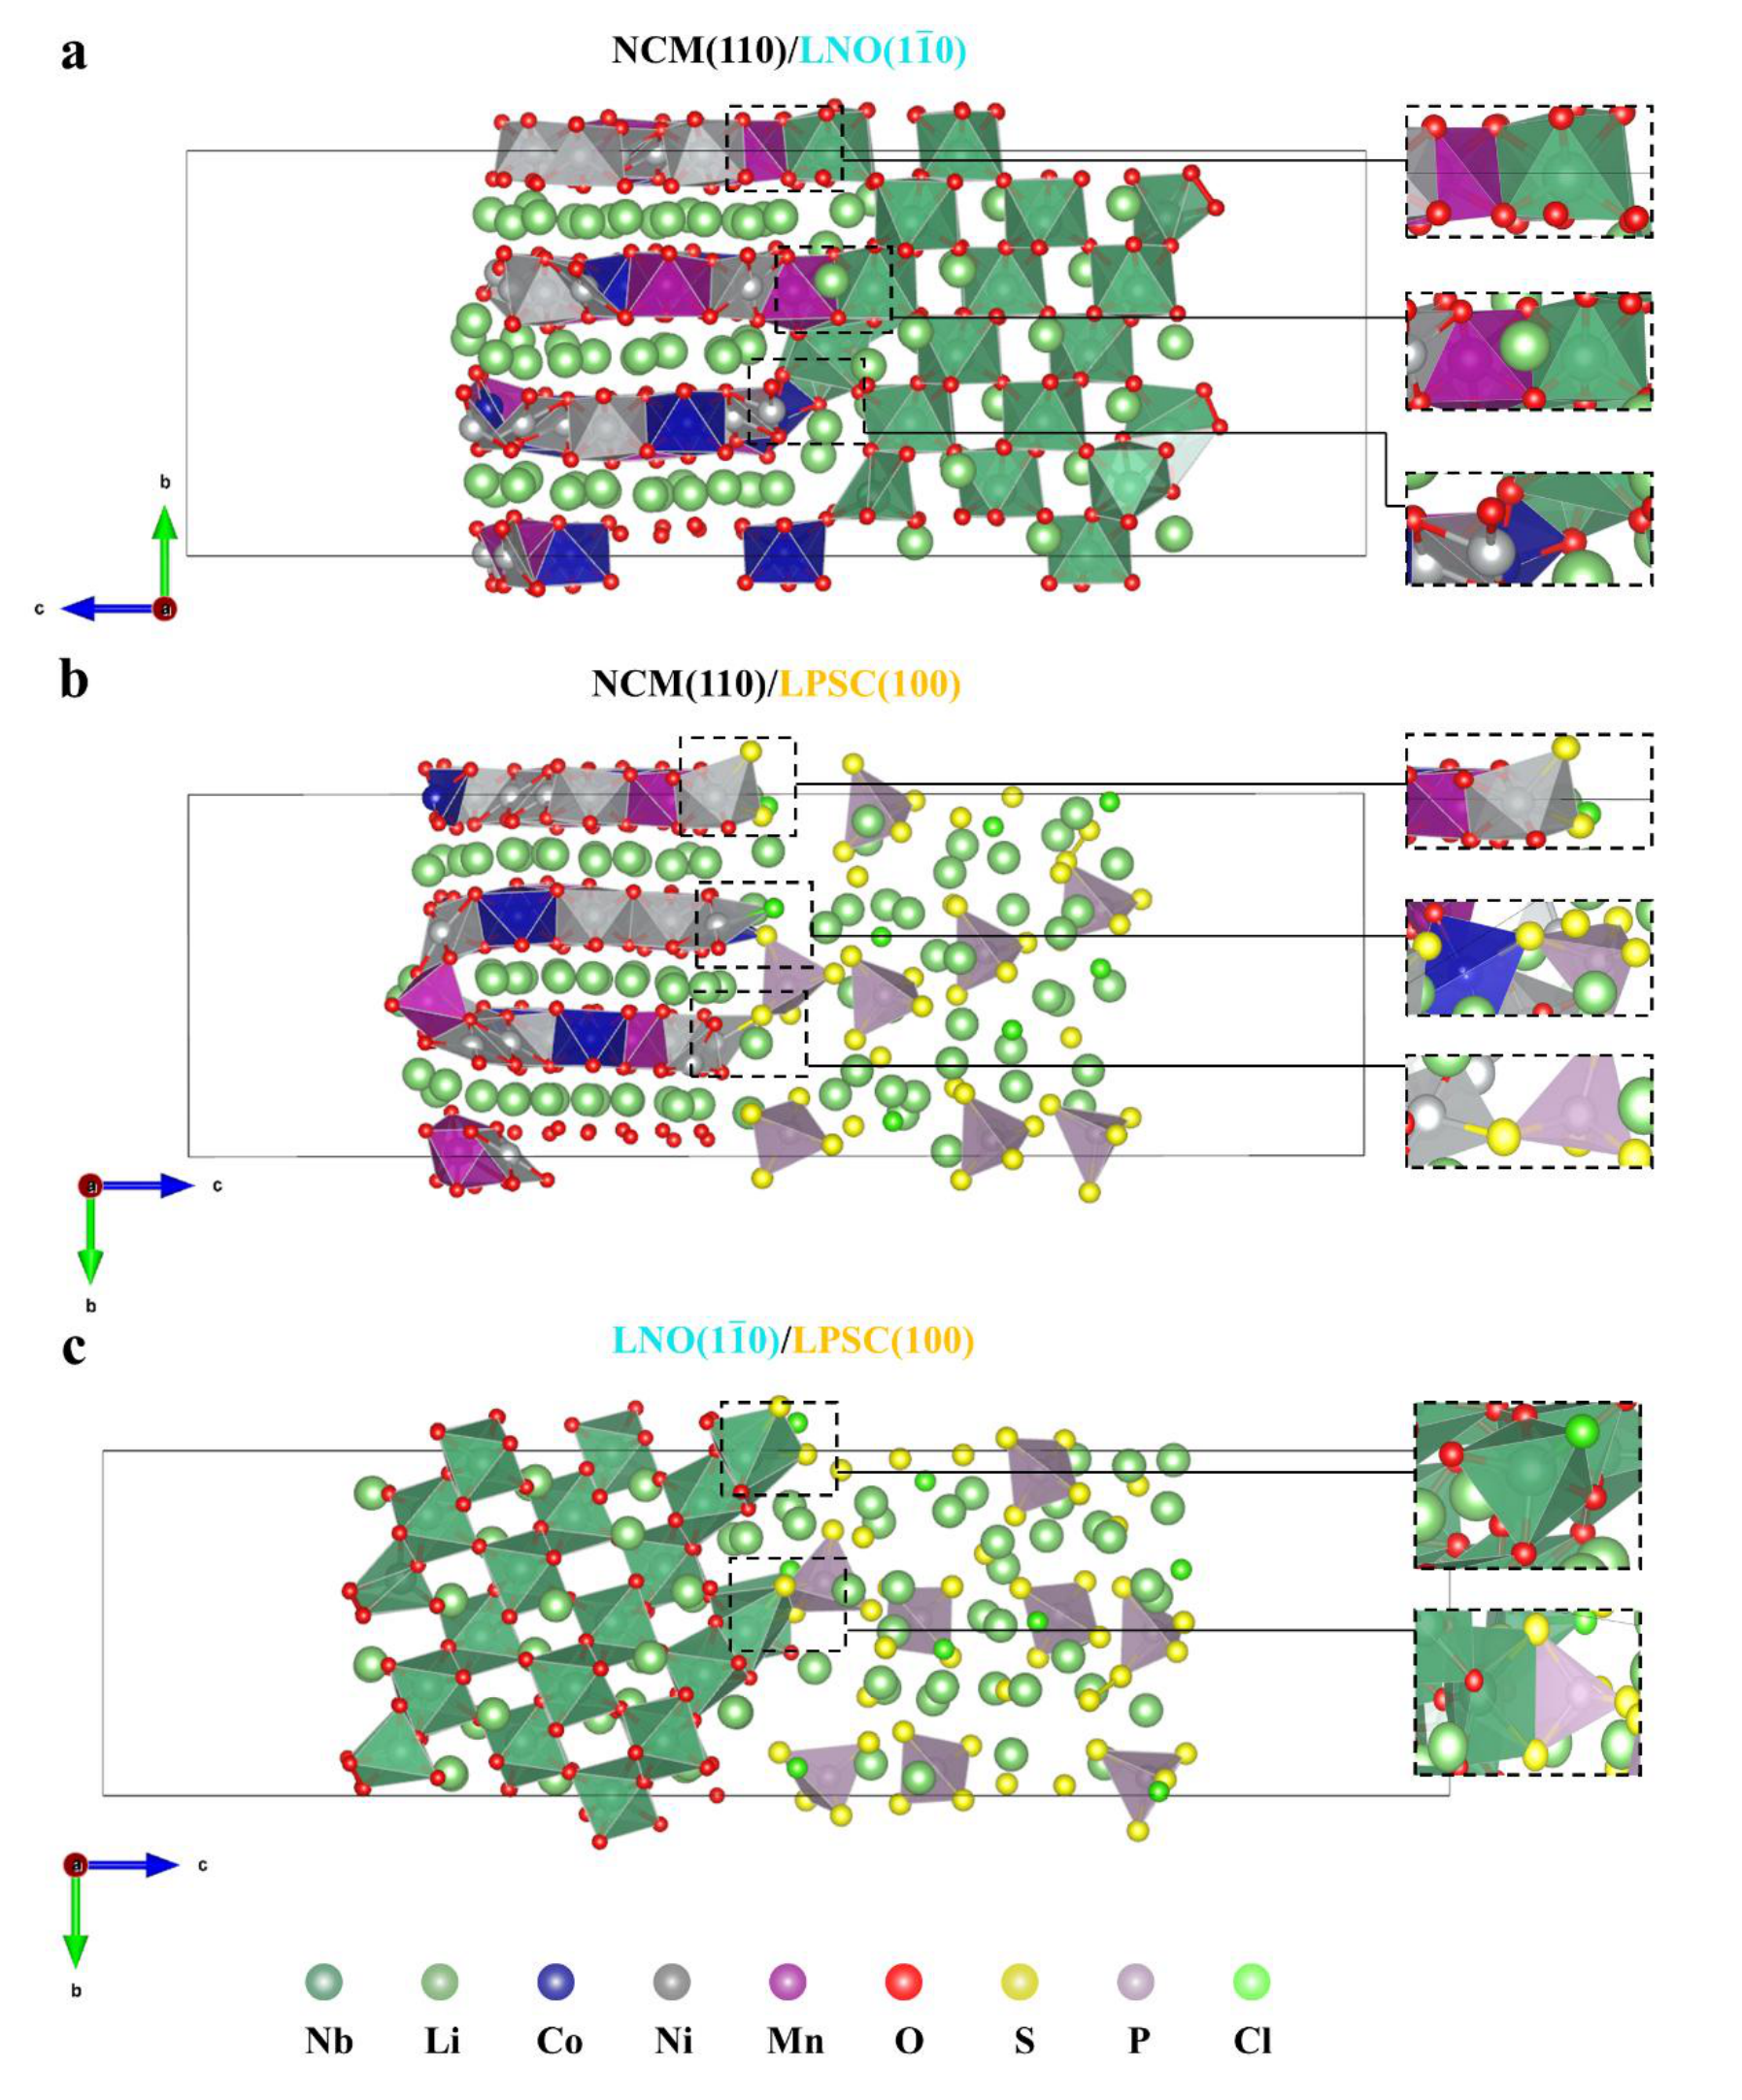 a
NCM(110)/LNO(11̅0)
b
c
a
b
NCM(110)/LPSC(100)
a
c
b
c
LNO(11̅0)/LPSC(100)
a
c
b
Nb Li Co Ni Mn O S P Cl